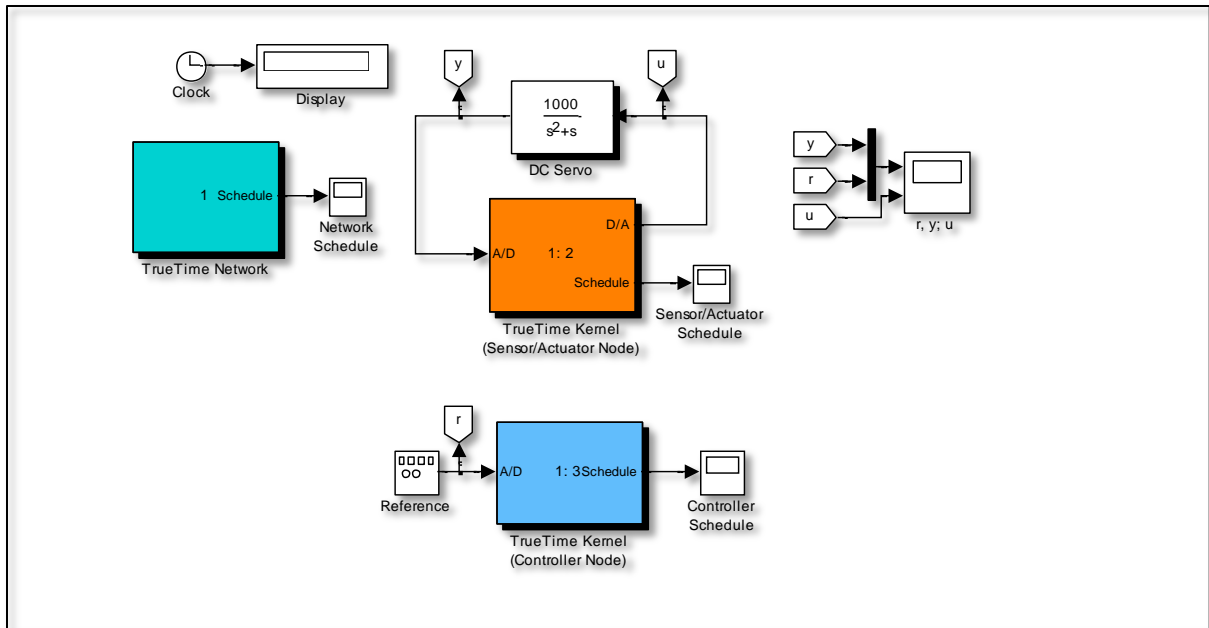 Clock
Display
y
u
1000
s²+s
DC Servo
1 Schedule
Network
Schedule
TrueTime Network
D/A
A/D
1: 2
Schedule
TrueTime Kernel
(Sensor/Actuator Node)
Sensor/Actuator
Schedule
y
r
u
r, y; u
r
Reference
A/D
1: 3Schedule
Controller
Schedule
TrueTime Kernel
(Controller Node)